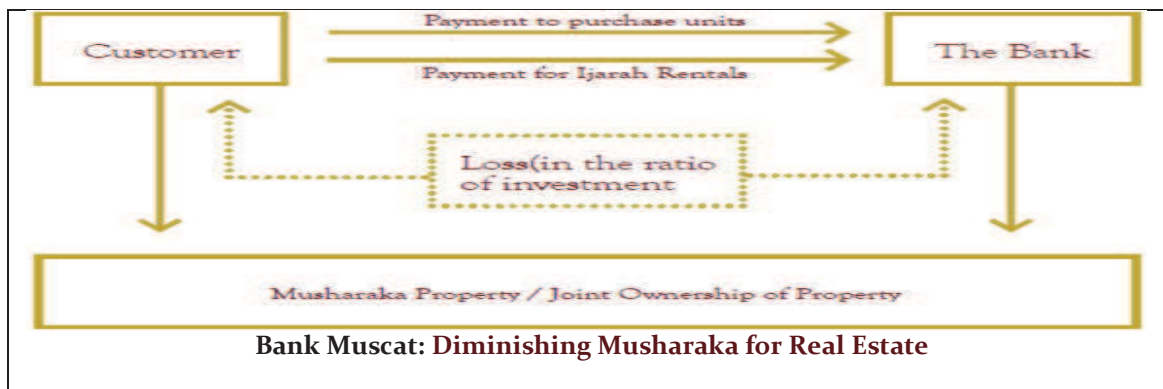 Payment to purchase units
Customer
The Bank
Payment for Ijarah Rentals
Loss(in the ratio
of investment
Musharaka Property / Joint Ownership of Property
Bank Muscat: Diminishing Musharaka for Real Estate